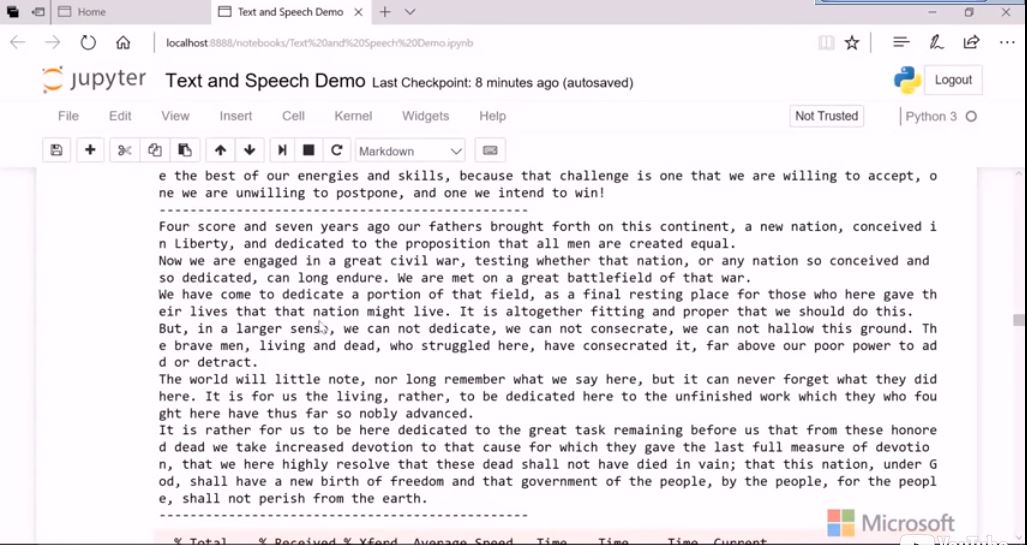 Home
Text and Speech Demo
localhost:8888/notebooks/Text%20and%20Speech%20Demo.ipynb
jupyter Text and Speech Demo Last Checkpoint: 8 minutes ago (autosaved)
Logout
File Edit View Insert Cell Kernel Widgets Help
Not Trusted
Python 3
Markdown
e the best of our energies and skills, because that challenge is one that we are willing to accept, o
ne we are unwilling to postpone, and one we intend to win!
--------------------------------------------------
Four score and seven years ago our fathers brought forth on this continent, a new nation, conceived i
n Liberty, and dedicated to the proposition that all men are created equal.
Now we are engaged in a great civil war, testing whether that nation, or any nation so conceived and
so dedicated, can long endure. We are met on a great battlefield of that war.
We have come to dedicate a portion of that field, as a final resting place for those who here gave th
eir lives that that nation might live. It is altogether fitting and proper that we should do this.
But, in a larger sense, we can not dedicate, we can not consecrate, we can not hallow this ground. Th
e brave men, living and dead, who struggled here, have consecrated it, far above our poor power to ad
d or detract.
The world will little note, nor long remember what we say here, but it can never forget what they did
here. It is for us the living, rather, to be dedicated here to the unfinished work which they who fou
ght here have thus far so nobly advanced.
It is rather for us to be here dedicated to the great task remaining before us that from these honore
d dead we take increased devotion to that cause for which they gave the last full measure of devotio
n, that we here highly resolve that these dead shall not have died in vain; that this nation, under G
od, shall have a new birth of freedom and that government of the people, by the people, for the peopl
e, shall not perish from the earth.
--------------------------------------------------
% Total % Received % Xferd Average Speed Time Time Time Current
Microsoft
YouTube